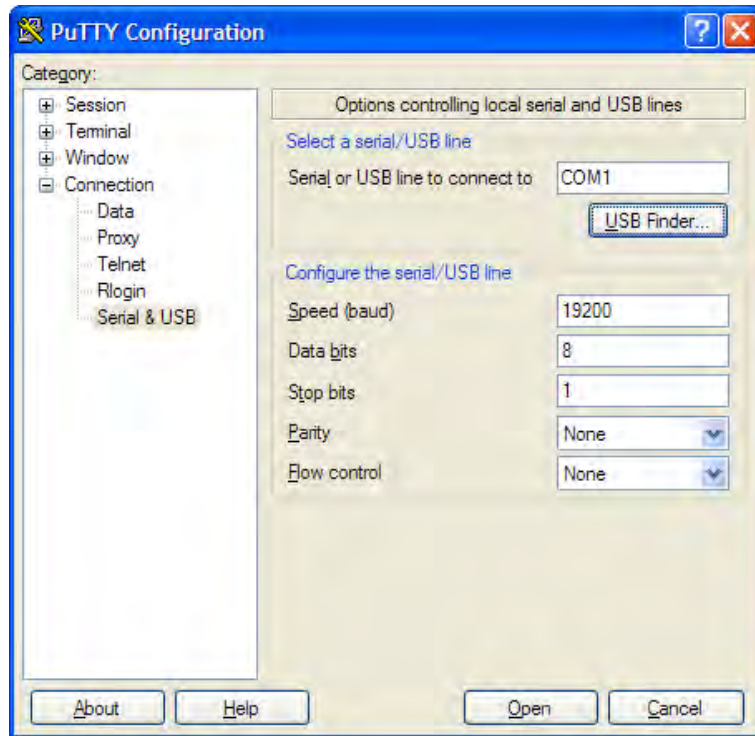 PuTTY Configuration
Category:
Session
Terminal
Window
Connection
Data
Proxy
Telnet
Rlogin
Serial & USB
Options controlling local serial and USB lines
Select a serial/USB line
Serial or USB line to connect to COM1
USB Finder...
Configure the serial/USB line
Speed (baud) 19200
Data bits 8
Stop bits 1
Parity None
Flow control None
About Help Open Cancel